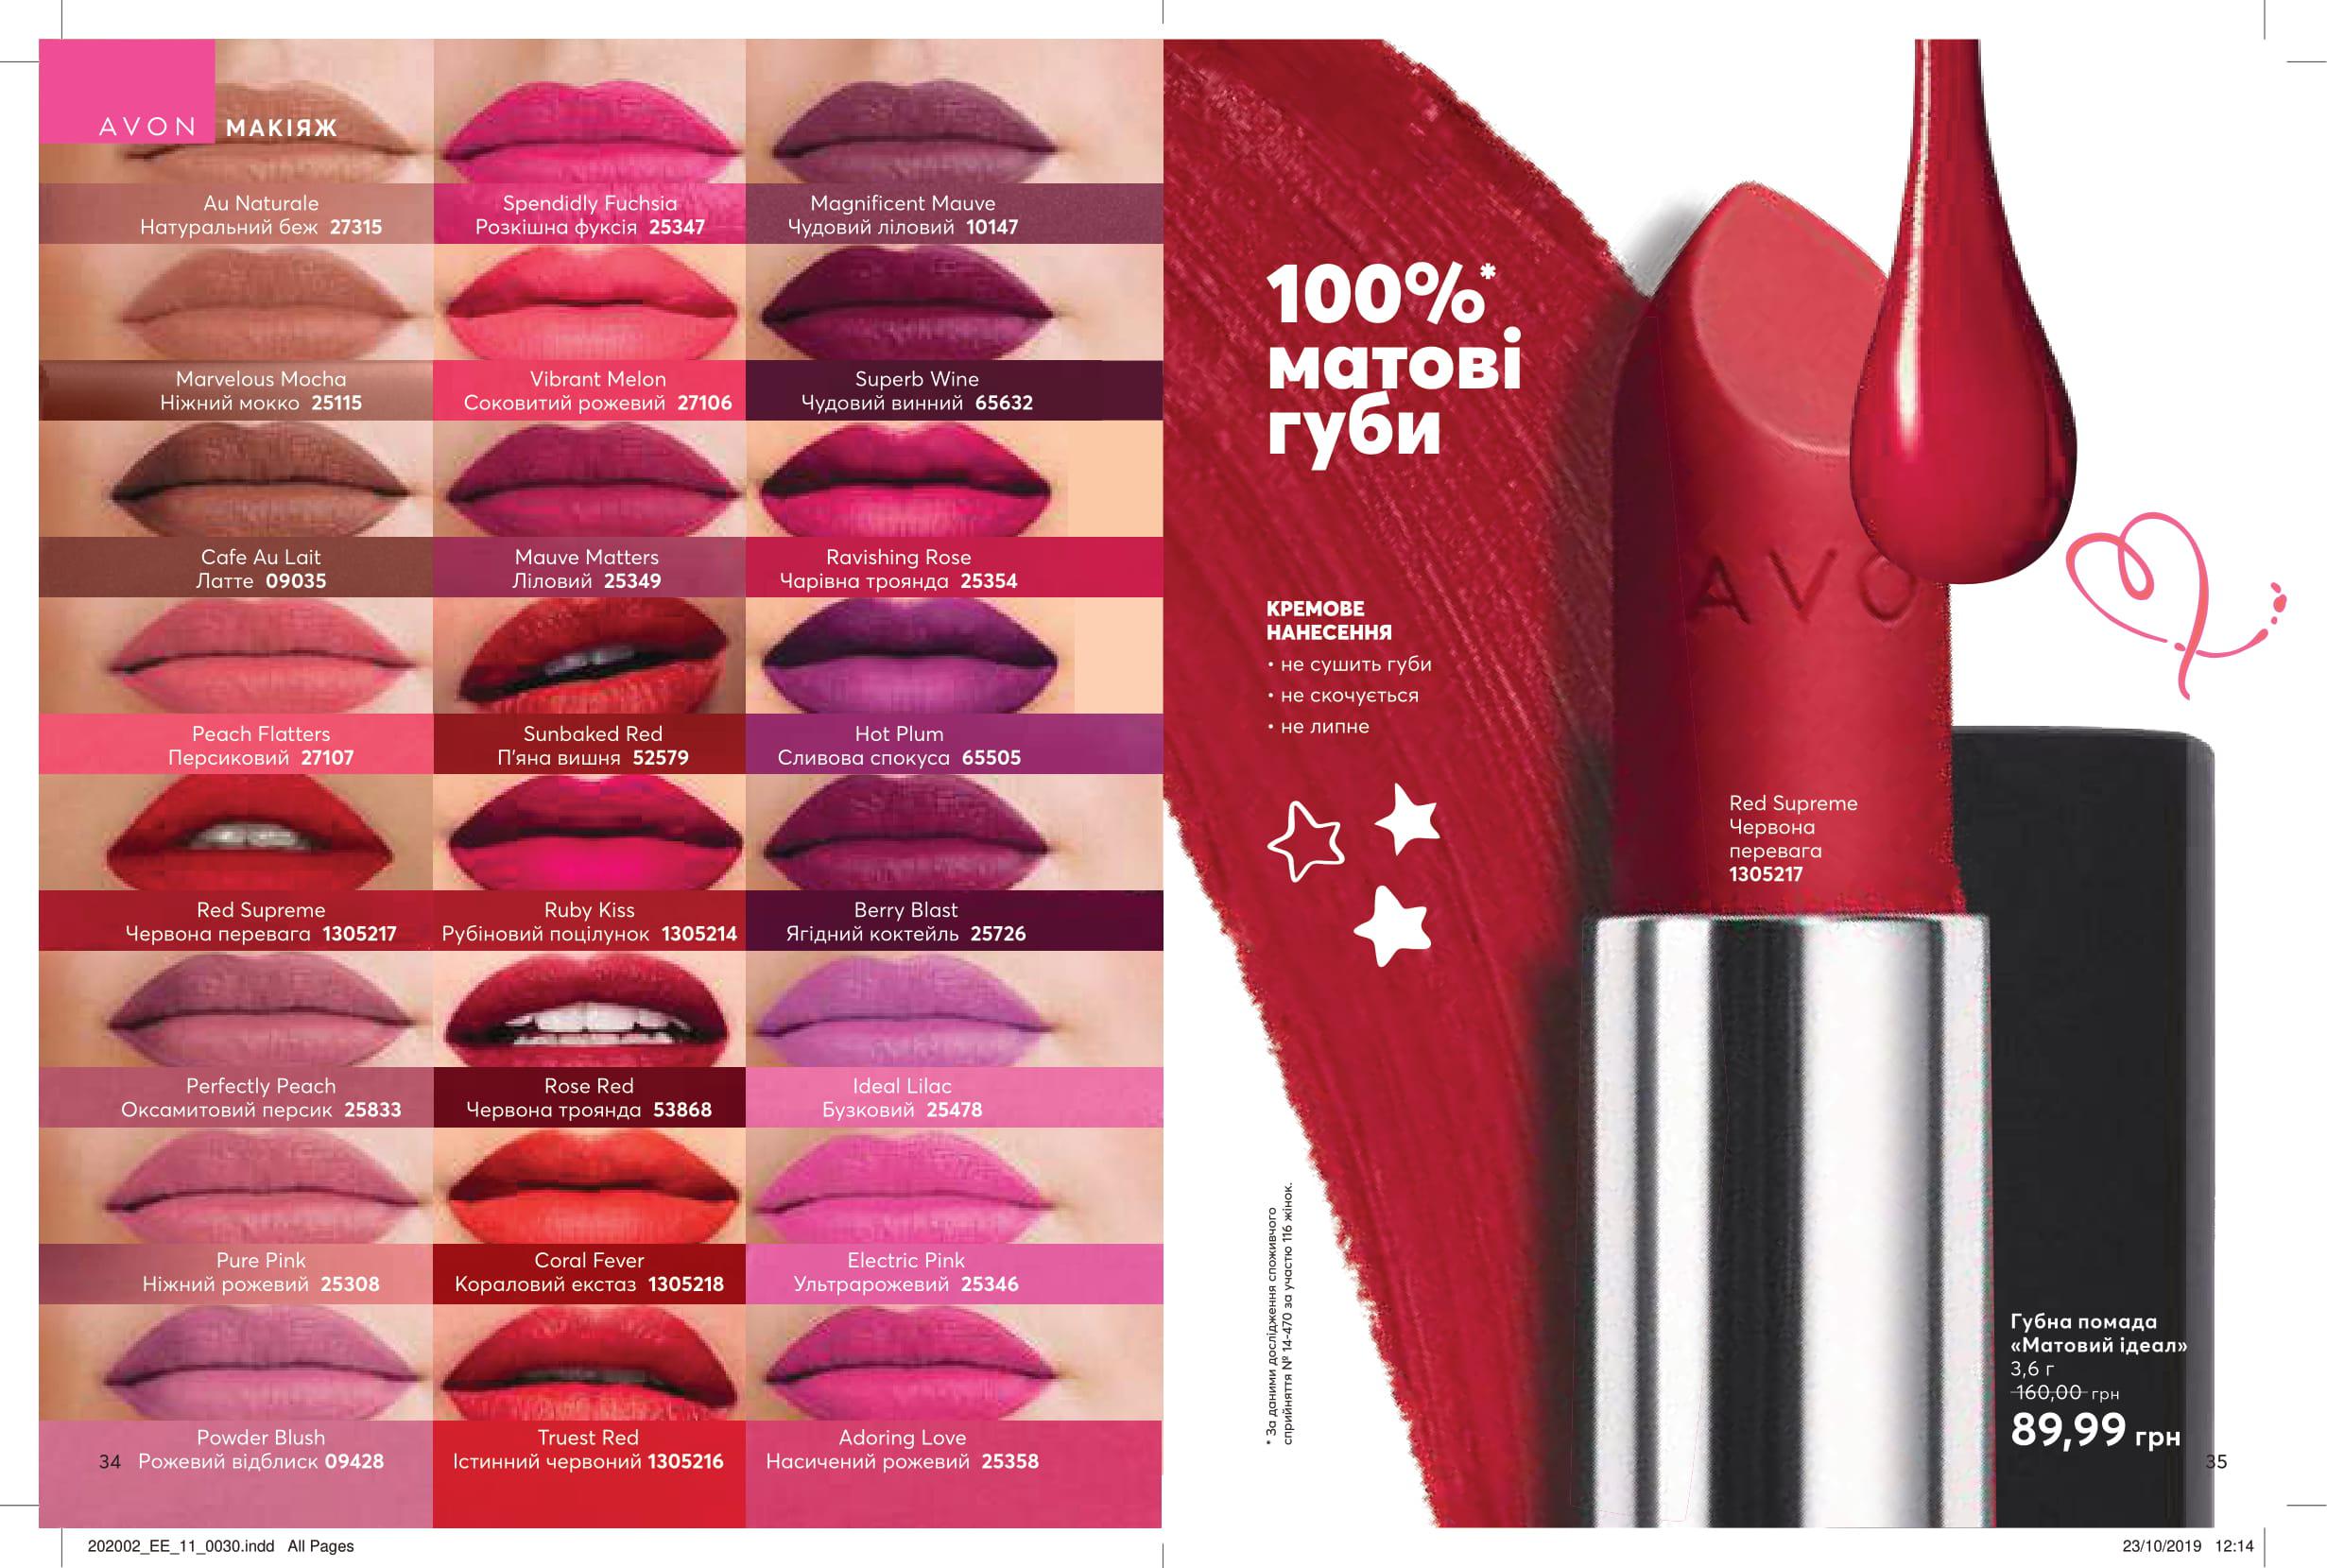 AVON МАКІЯЖ
Au Naturale
Натуральний беж 27315
Spendidly Fuchsia
Розкішна фуксія 25347
Magnificent Mauve
Чудовий ліловий 10147
Marvelous Mocha
Ніжний мокко 25115
Vibrant Melon
Соковитий рожевий 27106
Superb Wine
Чудовий винний 65632
Cafe Au Lait
Латте 09035
Mauve Matters
Ліловий 25349
Ravishing Rose
Чарівна троянда 25354
Peach Flatters
Персиковий 27107
Sunbaked Red
П'яна вишня 52579
Hot Plum
Сливова спокуса 65505
Red Supreme
Червона перевага 1305217
Ruby Kiss
Рубіновий поцілунок 1305214
Berry Blast
Ягідний коктейль 25726
Perfectly Peach
Оксамитовий персик 25833
Rose Red
Червона троянда 53868
Ideal Lilac
Бузковий 25478
Pure Pink
Ніжний рожевий 25308
Coral Fever
Кораловий екстаз 1305218
Electric Pink
Ультрарожевий 25346
Powder Blush
Рожевий відблиск 09428
Truest Red
Істинний червоний 1305216
Adoring Love
Насичений рожевий 25358
34
100%*
матові
губи
КРЕМОВЕ
НАНЕСЕННЯ
• не сушить губи
• не скочується
• не липне
AVO
Red Supreme
Червона
перевага
1305217
* За даними дослідження споживчого
сприйняття № 14-470 за участю 116 жінок.
Губна помада
«Матовий ідеал»
3,6 г
160,00 грн
89,99 грн
35
202002_EE_11_0030.indd All Pages
23/10/2019 12:14